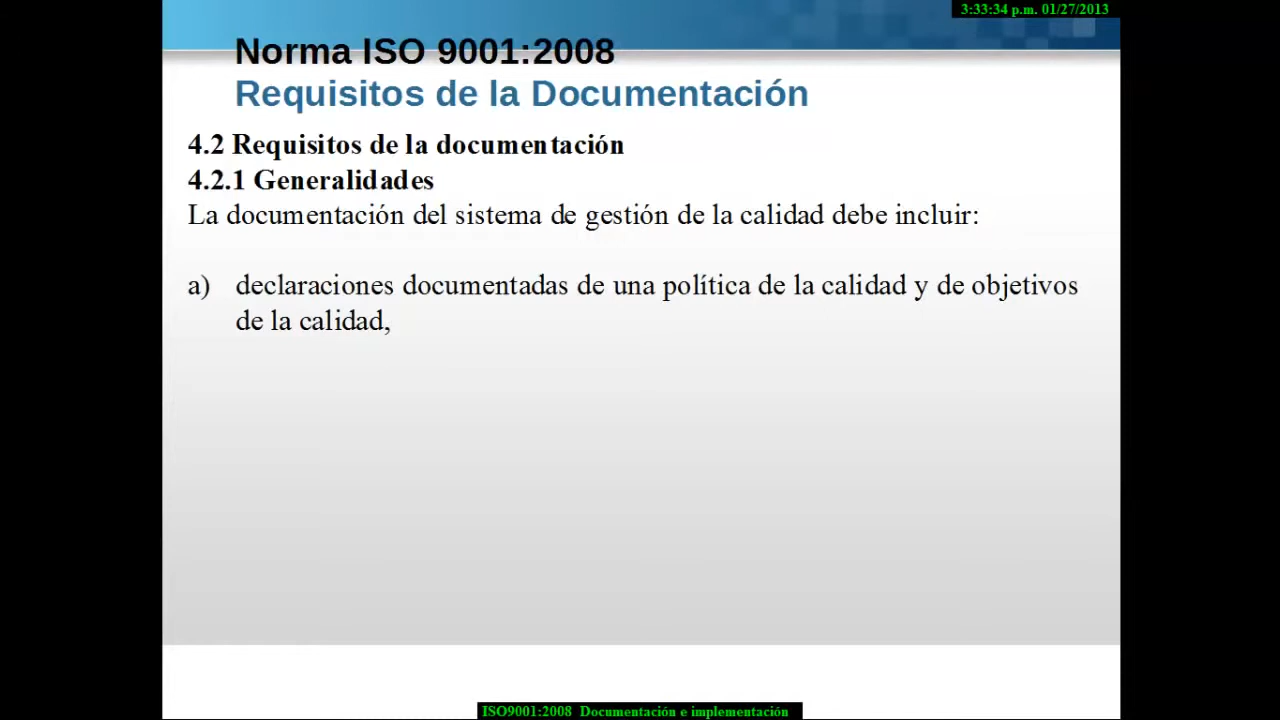 3:33:34 p.m. 01/27/2013
Norma ISO 9001:2008
Requisitos de la Documentación
4.2 Requisitos de la documentación
4.2.1 Generalidades
La documentación del sistema de gestión de la calidad debe incluir:
a) declaraciones documentadas de una política de la calidad y de objetivos
de la calidad,
ISO9001:2008 Documentación e implementación